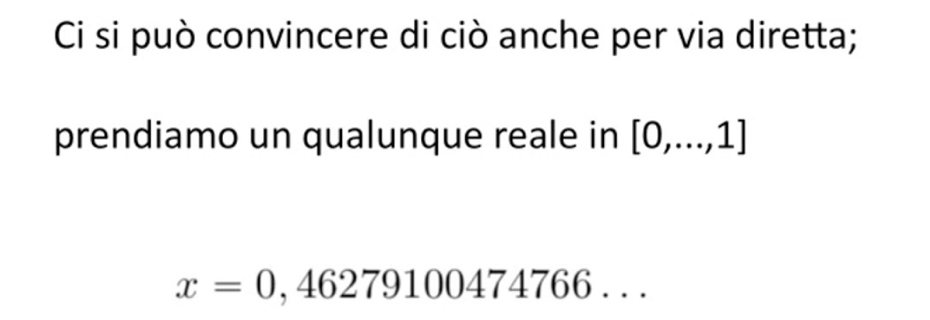 Ci si può convincere di ciò anche per via diretta;
prendiamo un qualunque reale in [0,...,1]
x = 0, 46279100474766 . . .